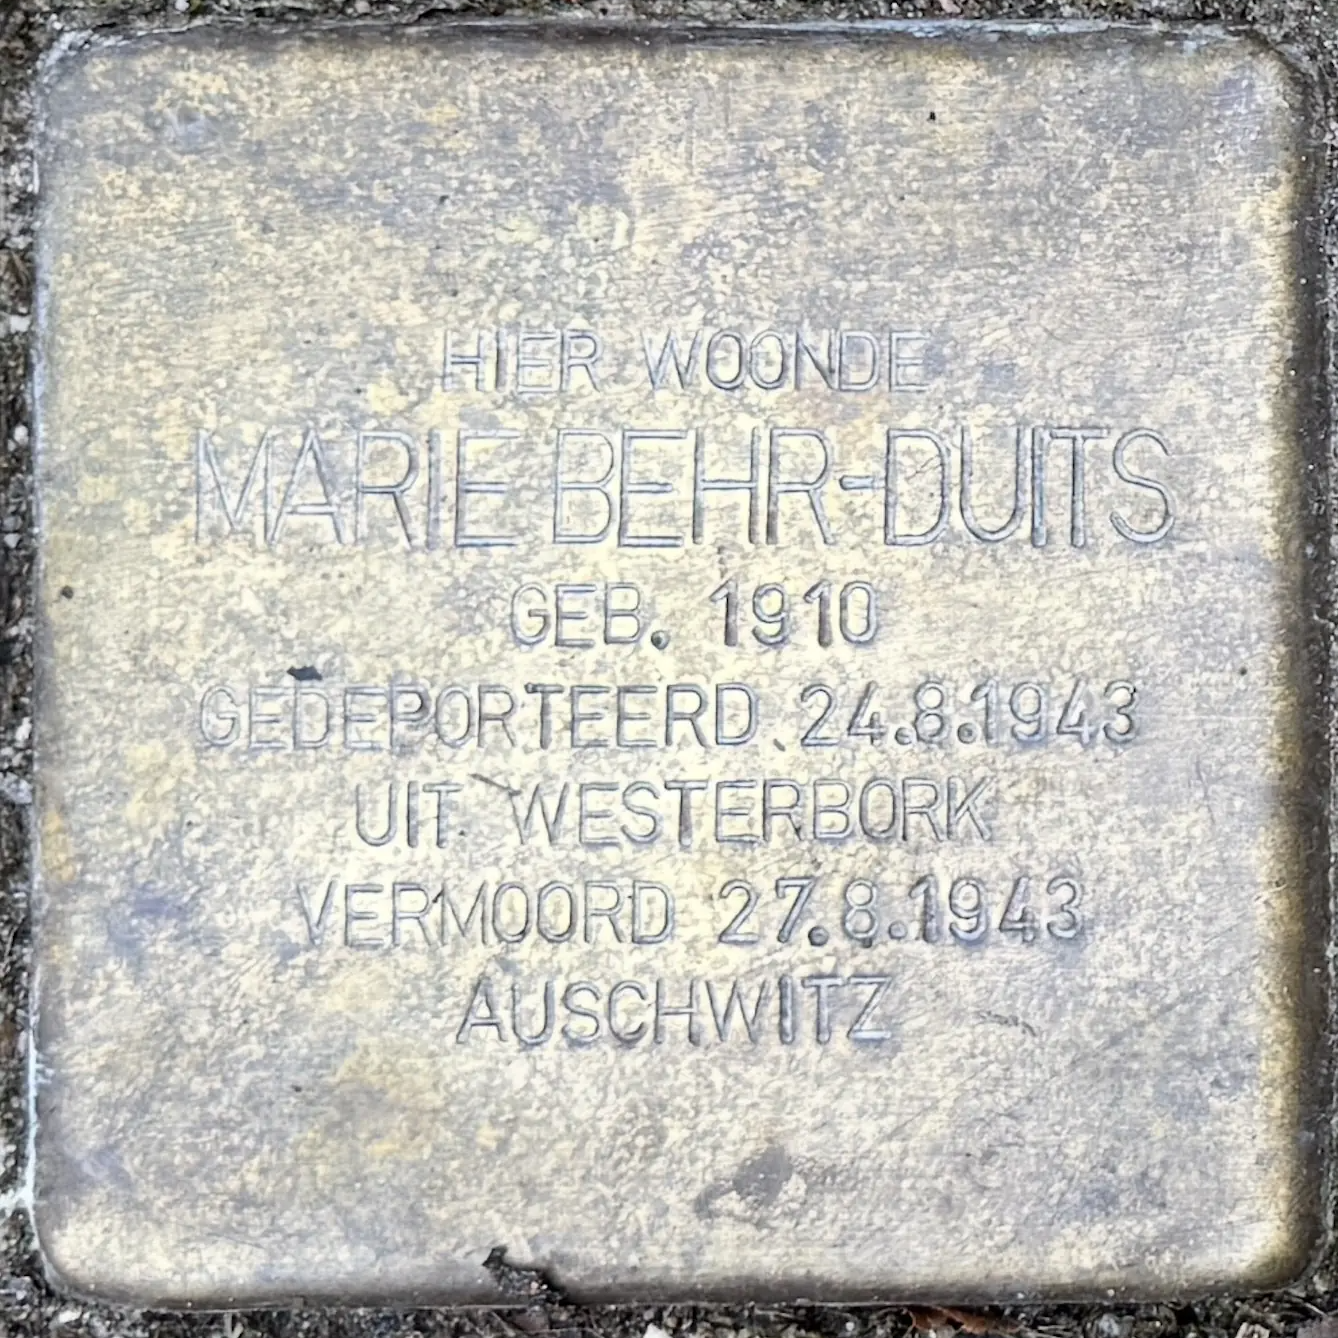 HIER WOONDE
MARIE BEHR-DUITS
GEB. 1910
GEDEPORTEERD 24.8.1943
UIT WESTERBORK
VERMOORD 27.8.1943
AUSCHWITZ